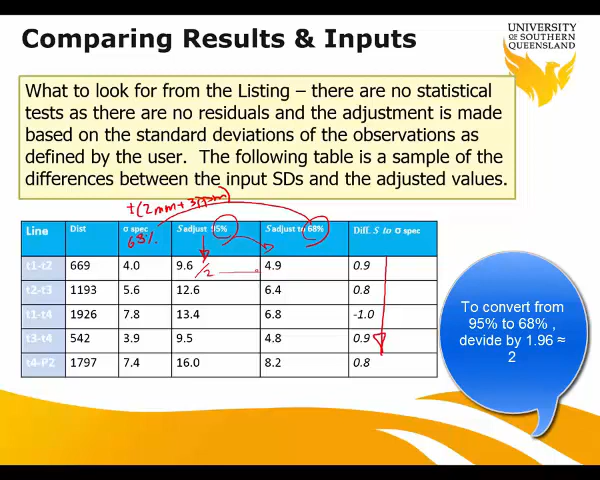 Comparing Results & Inputs
UNIVERSITY
OF SOUTHERN
QUEENSLAND
What to look for from the Listing – there are no statistical
tests as there are no residuals and the adjustment is made
based on the standard deviations of the observations as
defined by the user.  The following table is a sample of the
differences between the input SDs and the adjusted values.
±(2mm+3ppm)
Line Dist σ spec Sadjust 95% Sadjust to 68% Diff. S to σ spec
68%
t1-t2 669 4.0 9.6 4.9 0.9
/2
t2-t3 1193 5.6 12.6 6.4 0.8
t1-t4 1926 7.8 13.4 6.8 -1.0
t3-t4 542 3.9 9.5 4.8 0.9
t4-P2 1797 7.4 16.0 8.2 0.8
To convert from
95% to 68% ,
devide by 1.96 ≈
2